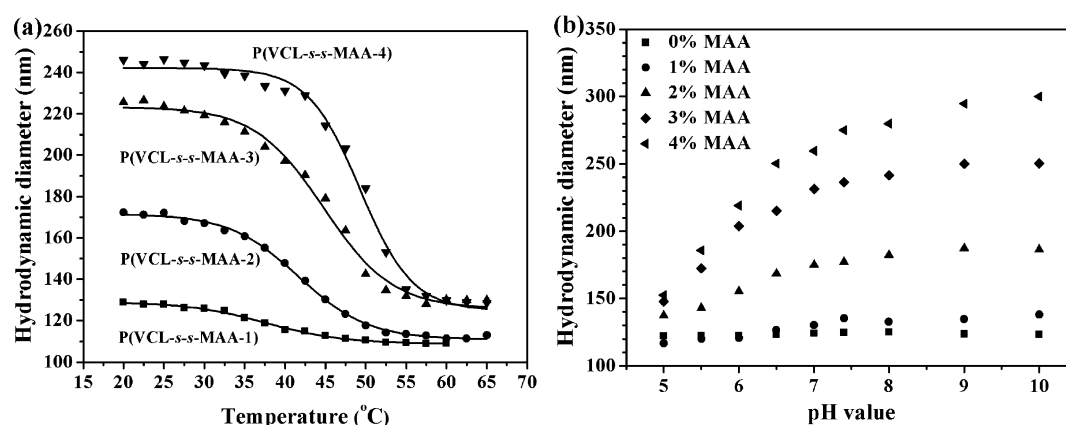 (a)
260
240
220
200
180
160
140
120
100
Hydrodynamic diameter (nm)
P(VCL-s-s-MAA-4)
P(VCL-s-s-MAA-3)
P(VCL-s-s-MAA-2)
P(VCL-s-s-MAA-1)
15 20 25 30 35 40 45 50 55 60 65 70
Temperature (°C)
(b)
350
300
250
200
150
100
Hydrodynamic diameter (nm)
0% MAA
1% MAA
2% MAA
3% MAA
4% MAA
5 6 7 8 9 10
pH value